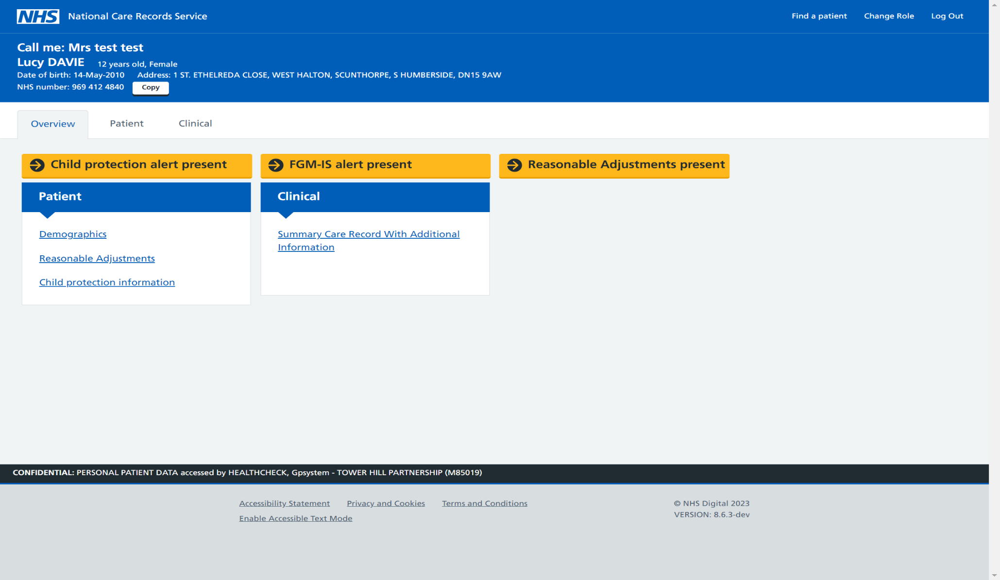 NHS National Care Records Service
Find a patient Change Role Log Out
Call me: Mrs test test
Lucy DAVIE 12 years old, Female
Date of birth: 14-May-2010 Address: 1 ST. ETHELREDA CLOSE, WEST HALTON, SCUNTHORPE, S HUMBERSIDE, DN15 9AW
NHS number: 969 412 4840 Copy
Overview Patient Clinical
Child protection alert present
FGM-IS alert present
Reasonable Adjustments present
Patient
Demographics
Reasonable Adjustments
Child protection information
Clinical
Summary Care Record With Additional
Information
CONFIDENTIAL: PERSONAL PATIENT DATA accessed by HEALTHCHECK, Gpsystem - TOWER HILL PARTNERSHIP (M85019)
Accessibility Statement Privacy and Cookies Terms and Conditions
Enable Accessible Text Mode
© NHS Digital 2023
VERSION: 8.6.3-dev